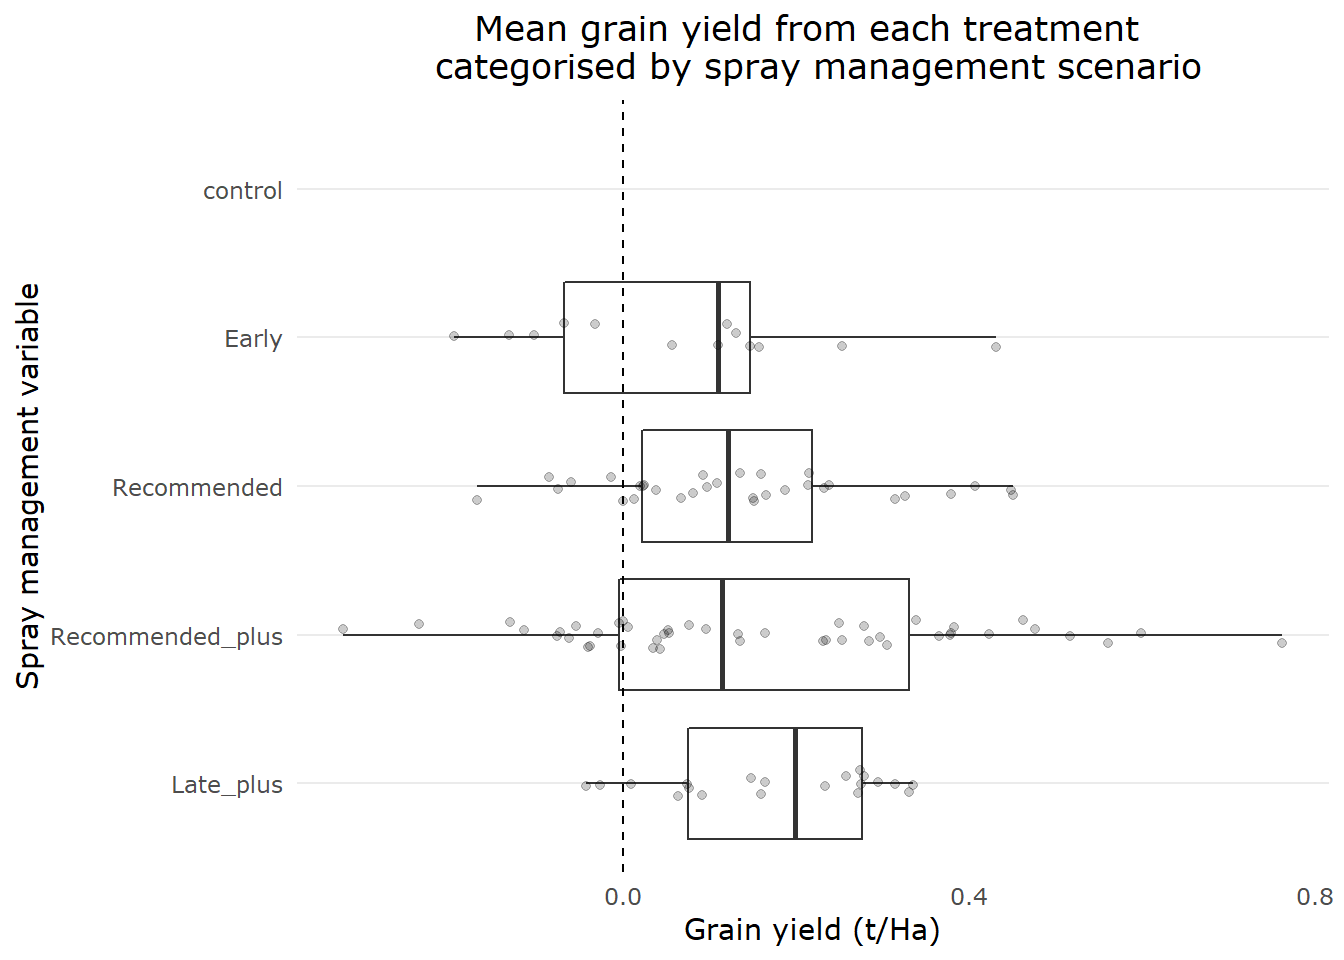 Mean grain yield from each treatment
categorised by spray management scenario
Spray management variable
control
Early
Recommended
Recommended_plus
Late_plus
0.0
0.4
0.8
Grain yield (t/Ha)